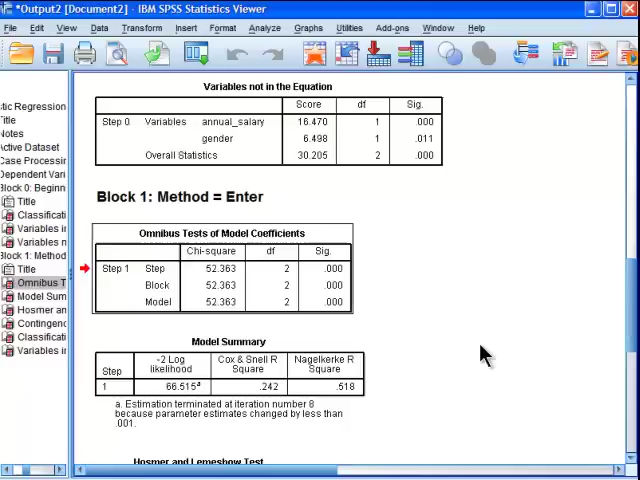 *Output2 [Document2] - IBM SPSS Statistics Viewer
File Edit View Data Transform Insert Format Analyze Graphs Utilities Add-ons Window Help
tic Regression
Title
Notes
Active Dataset
Case Processin
Dependent Varial
Block 0: Beginn
Title
Classificati
Variables in
Variables n
Block 1: Method
Title
Omnibus T
Model Sum
Hosmer an
Contingenc
Classificati
Variables in
Variables not in the Equation
Score df Sig.
Step 0 Variables annual_salary 16.470 1 .000
gender 6.498 1 .011
Overall Statistics 30.205 2 .000
Block 1: Method = Enter
Omnibus Tests of Model Coefficients
Chi-square df Sig.
Step 1 Step 52.363 2 .000
Block 52.363 2 .000
Model 52.363 2 .000
Model Summary
Step -2 Log likelihood Cox & Snell R Square Nagelkerke R Square
1 66.515a .242 .518
a. Estimation terminated at iteration number 8
because parameter estimates changed by less than
.001.
Hosmer and Lemeshow Test